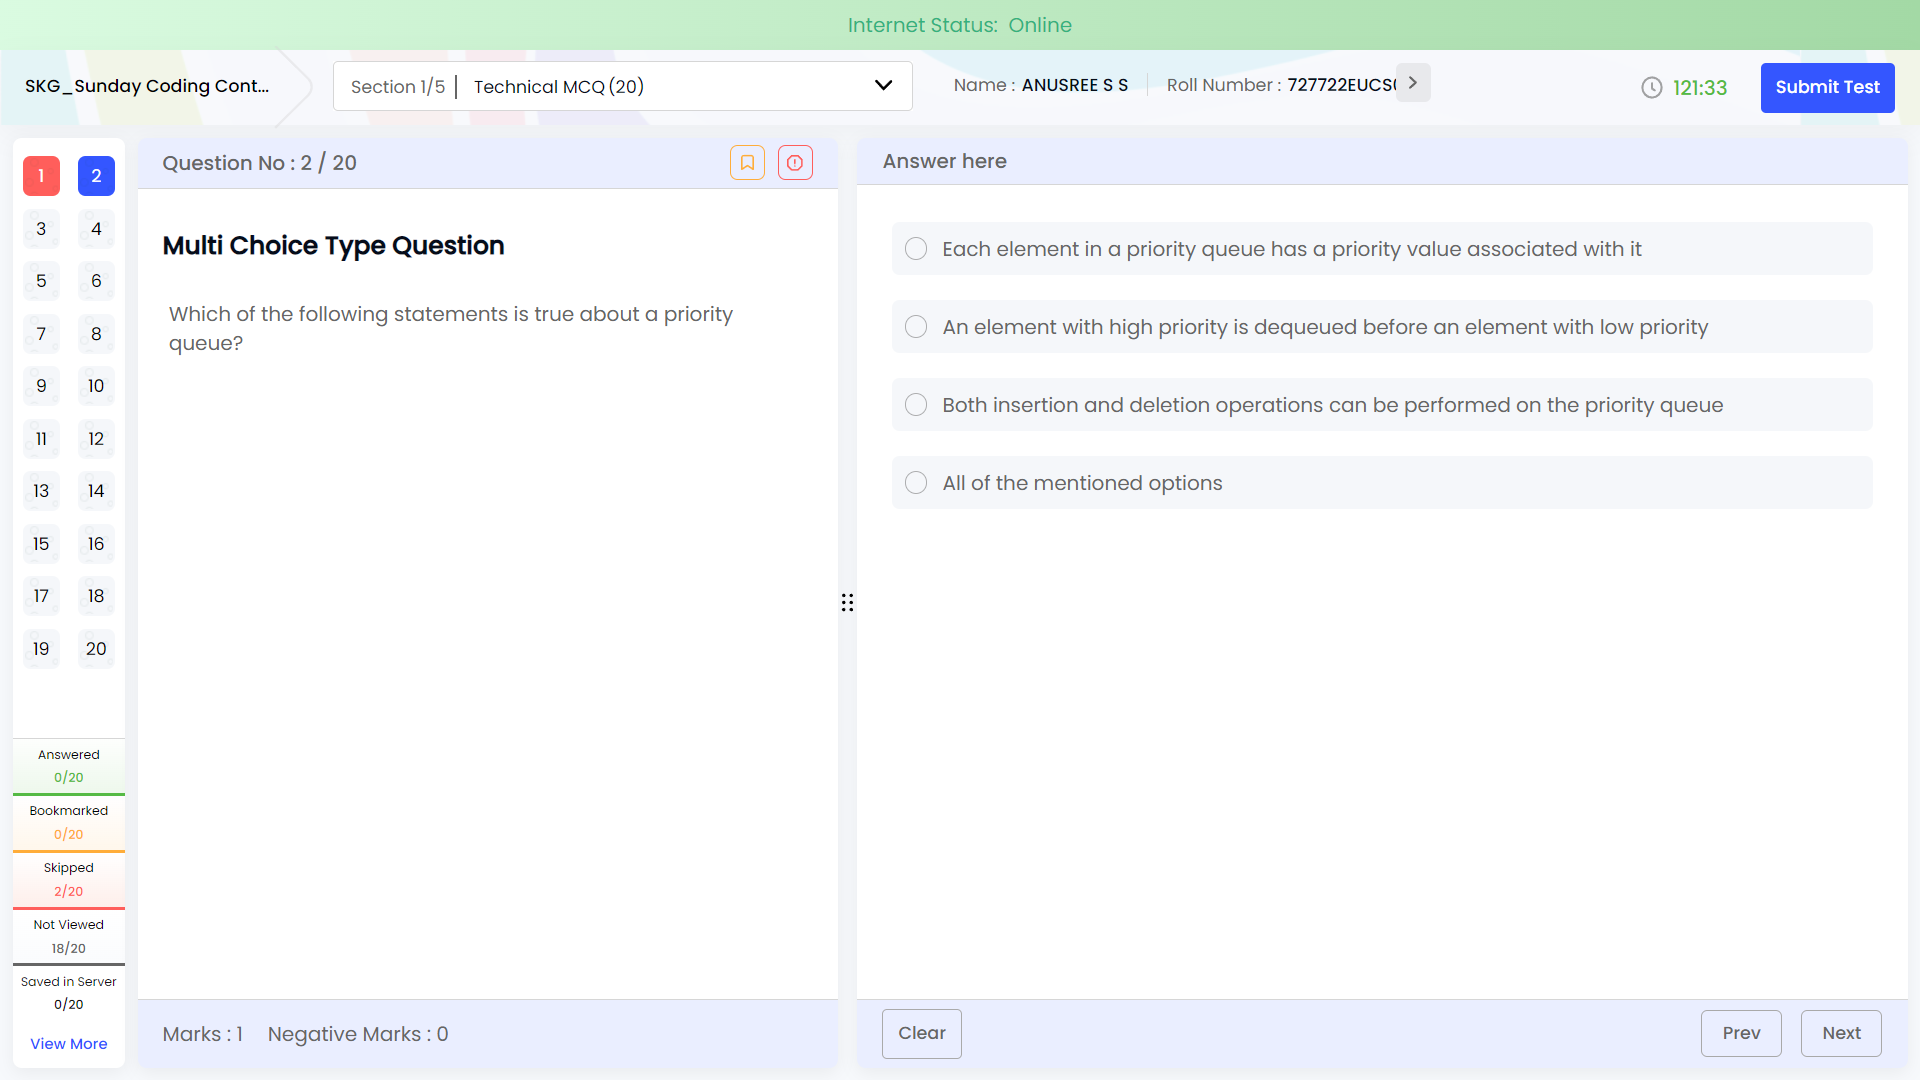 Internet Status: Online
SKG_Sunday Coding Cont...
Section 1/5 | Technical MCQ (20)
Name : ANUSREE S S
Roll Number : 727722EUCS
121:33
Submit Test
1 2
3 4
5 6
7 8
9 10
11 12
13 14
15 16
17 18
19 20
Answered
0/20
Bookmarked
0/20
Skipped
2/20
Not Viewed
18/20
Saved in Server
0/20
View More
Question No : 2 / 20
Multi Choice Type Question
Which of the following statements is true about a priority
queue?
Marks : 1 Negative Marks : 0
Answer here
Each element in a priority queue has a priority value associated with it
An element with high priority is dequeued before an element with low priority
Both insertion and deletion operations can be performed on the priority queue
All of the mentioned options
Clear
Prev
Next